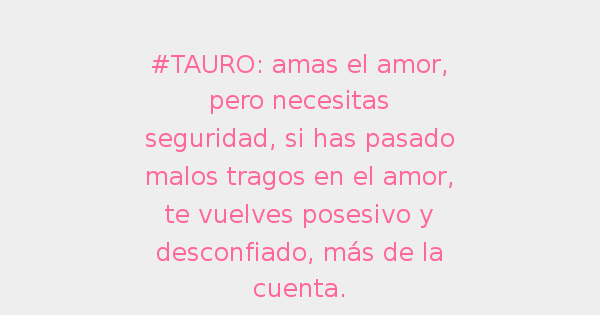 #TAURO: amas el amor,
pero necesitas
seguridad, si has pasado
malos tragos en el amor,
te vuelves posesivo y
desconfiado, más de la
cuenta.